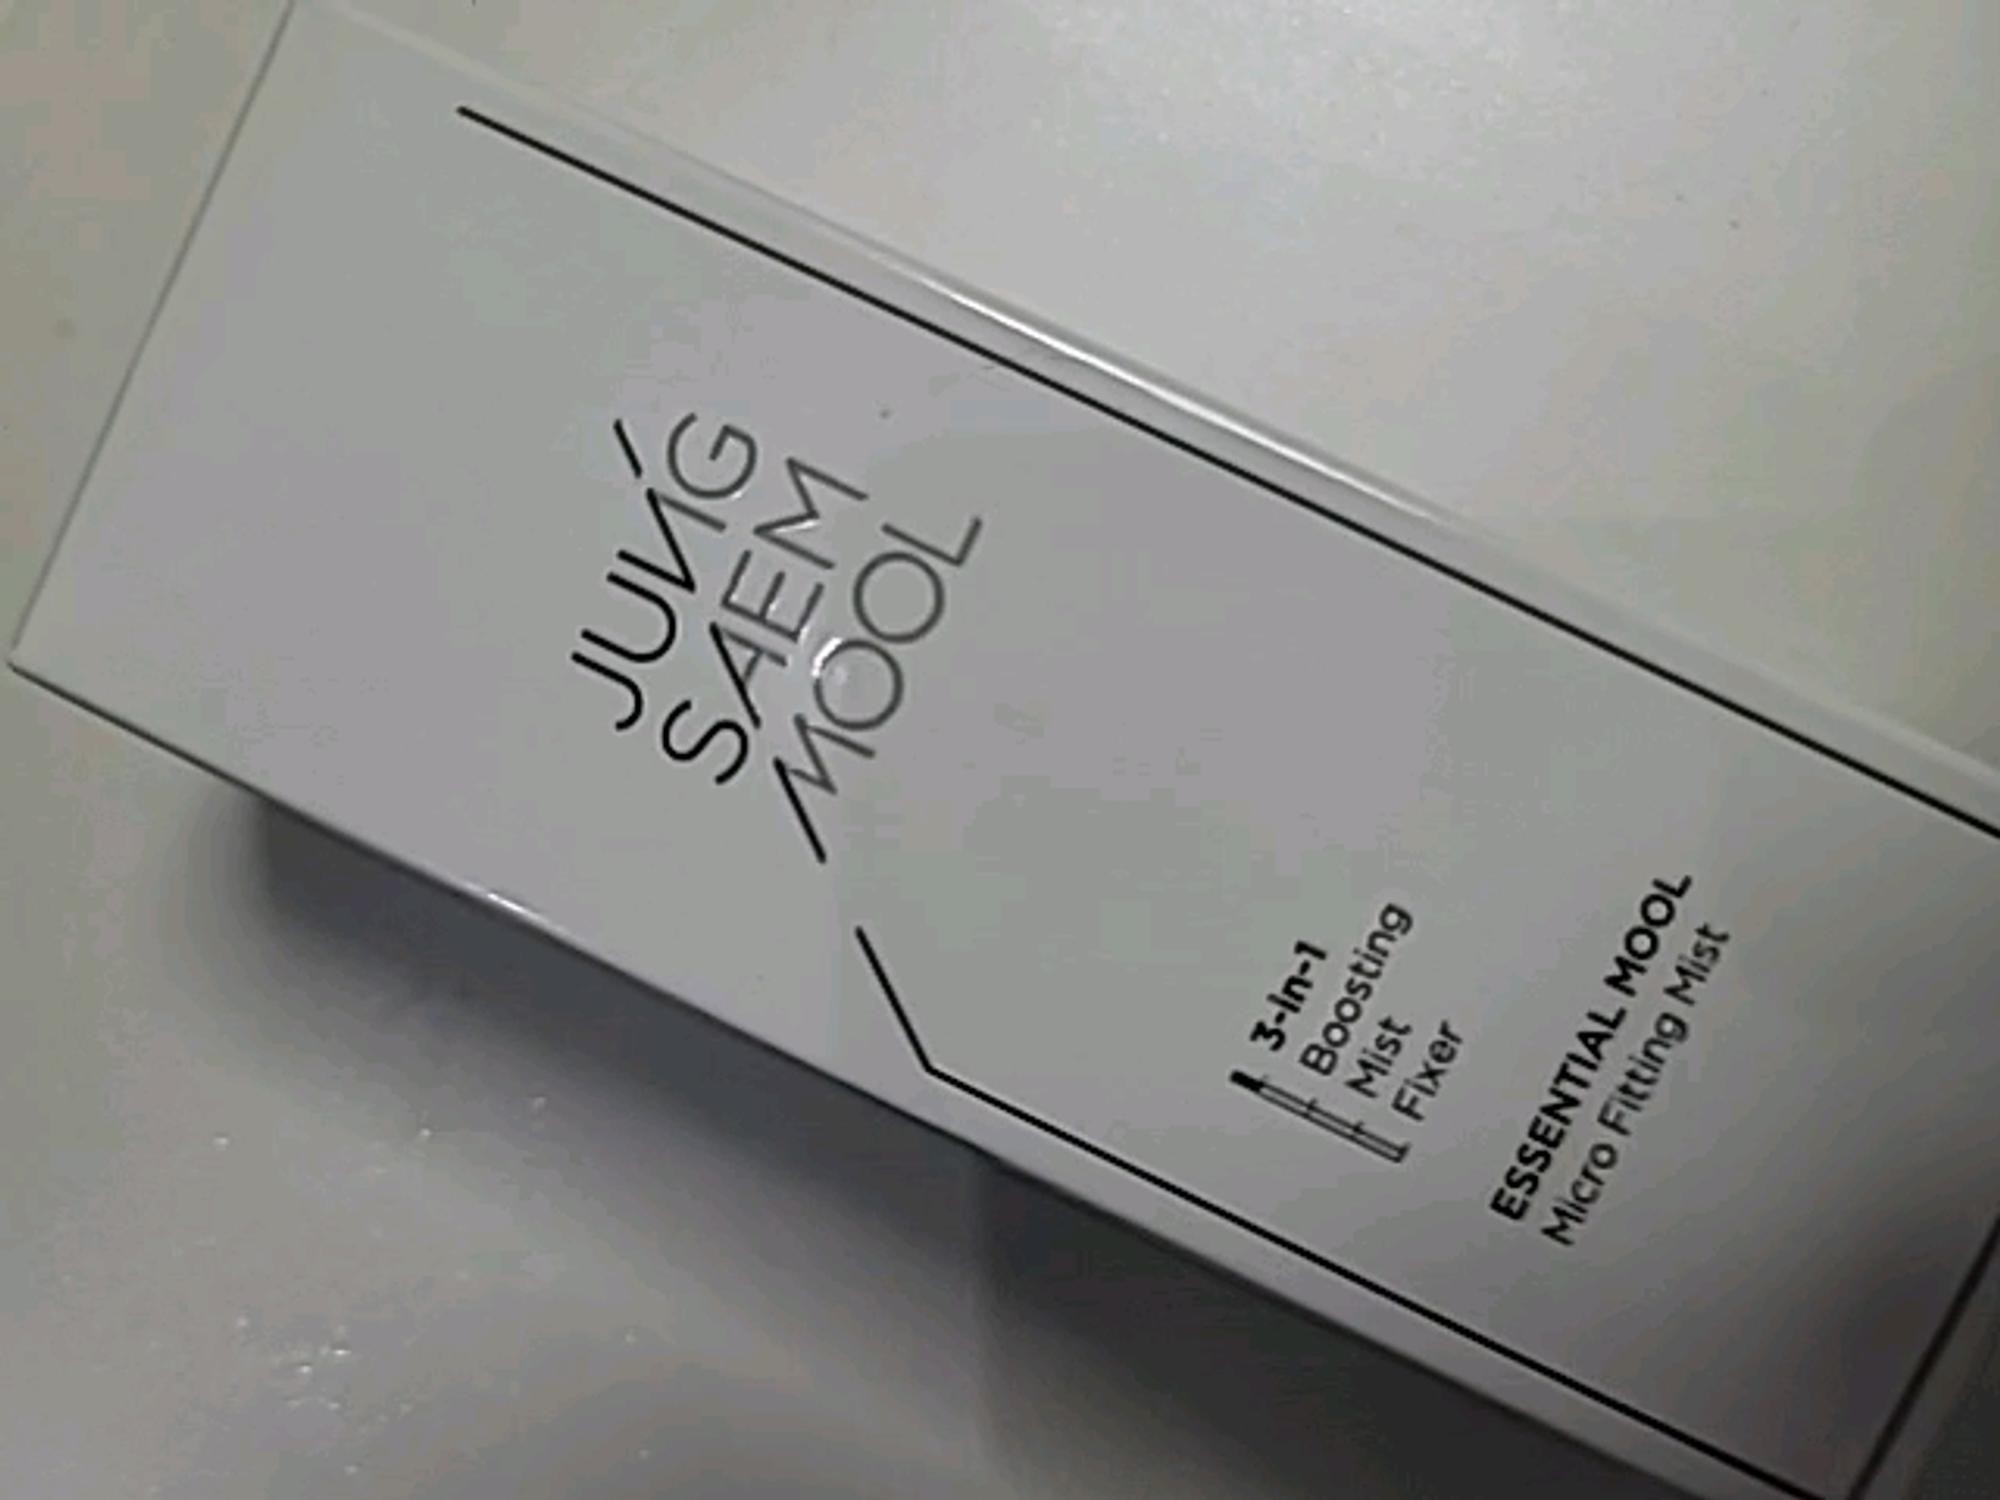 JUNG
SAEM
MOOL
3-in-1
Boosting
Mist
Fixer
ESSENTIAL MOOL
Micro Fitting Mist